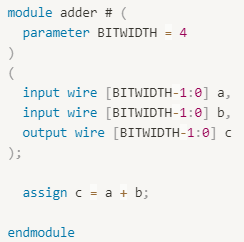 module adder # (
  parameter BITWIDTH = 4
)
(
  input wire [BITWIDTH-1:0] a,
  input wire [BITWIDTH-1:0] b,
  output wire [BITWIDTH-1:0] c
);

  assign c = a + b;

endmodule